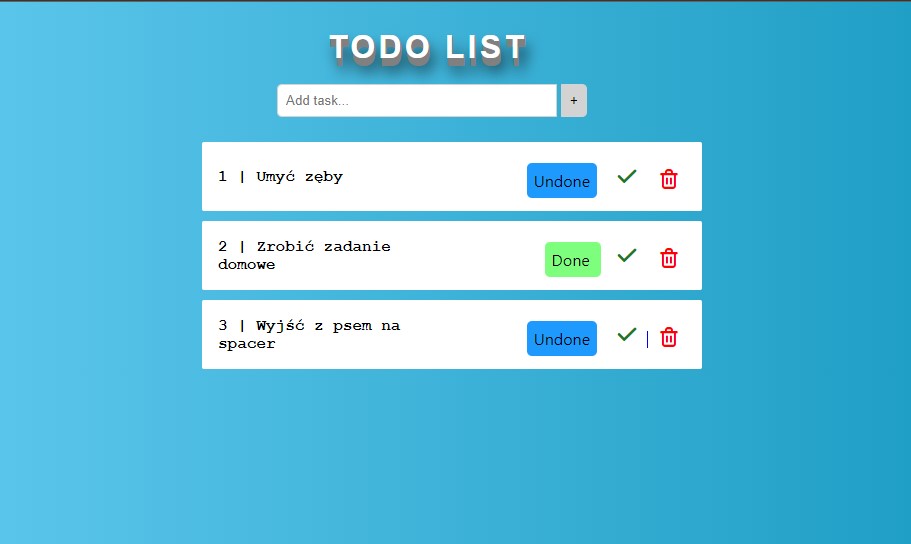 TODO LIST
Add task...
+
1 | Umyć zęby
Undone
2 | Zrobić zadanie
domowe
Done
3 | Wyjść z psem na
spacer
Undone